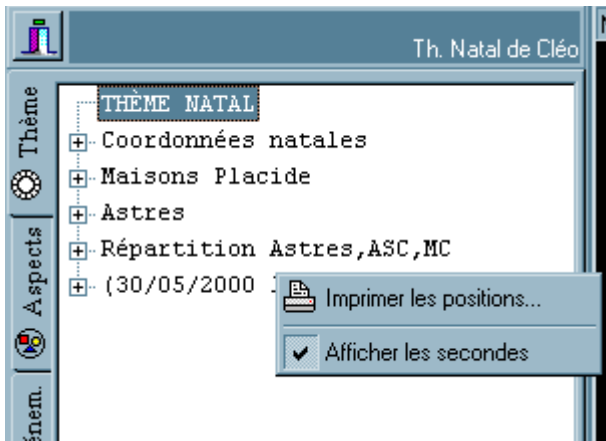 Th. Natal de Cléo
Thème
Aspects
THÈME NATAL
Coordonnées natales
Maisons Placide
Astres
Répartition Astres,ASC,MC
(30/05/2000
Imprimer les positions...
Afficher les secondes